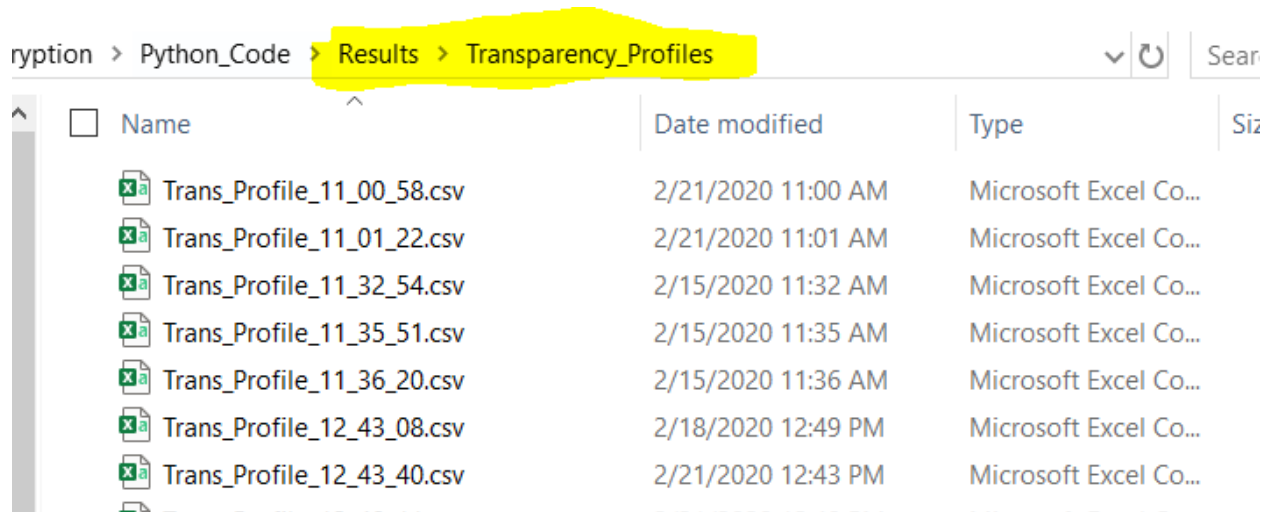 ryption > Python_Code > Results > Transparency_Profiles Sear
Name Date modified Type Siz
Trans_Profile_11_00_58.csv 2/21/2020 11:00 AM Microsoft Excel Co...
Trans_Profile_11_01_22.csv 2/21/2020 11:01 AM Microsoft Excel Co...
Trans_Profile_11_32_54.csv 2/15/2020 11:32 AM Microsoft Excel Co...
Trans_Profile_11_35_51.csv 2/15/2020 11:35 AM Microsoft Excel Co...
Trans_Profile_11_36_20.csv 2/15/2020 11:36 AM Microsoft Excel Co...
Trans_Profile_12_43_08.csv 2/18/2020 12:49 PM Microsoft Excel Co...
Trans_Profile_12_43_40.csv 2/21/2020 12:43 PM Microsoft Excel Co...